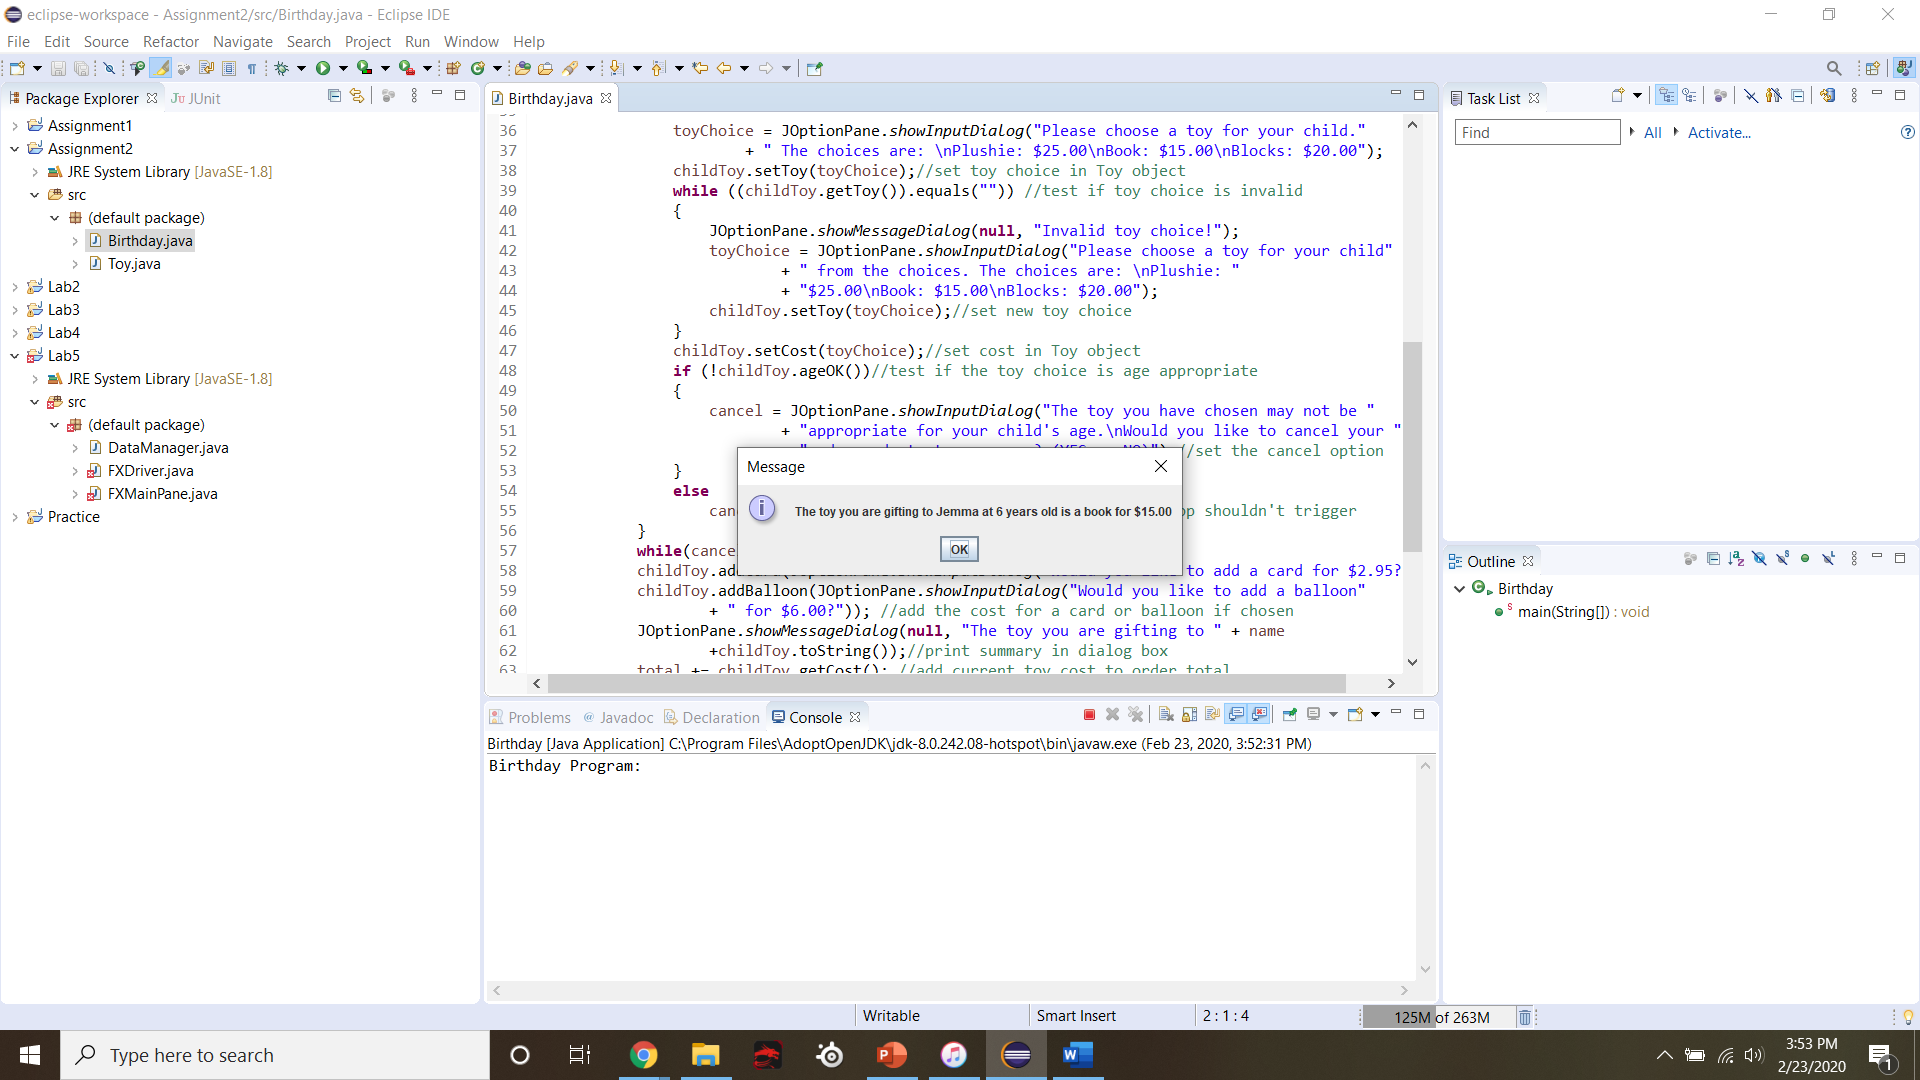 eclipse-workspace - Assignment2/src/Birthday.java - Eclipse IDE
File Edit Source Refactor Navigate Search Project Run Window Help
Package Explorer
JUnit
Assignment1
Assignment2
JRE System Library [JavaSE-1.8]
src
(default package)
Birthday.java
Toy.java
Lab2
Lab3
Lab4
Lab5
JRE System Library [JavaSE-1.8]
src
(default package)
DataManager.java
FXDriver.java
FXMainPane.java
Practice
Birthday.java
36 toyChoice = JOptionPane.showInputDialog("Please choose a toy for your child."
37 + " The choices are: \nPlushie: $25.00\nBook: $15.00\nBlocks: $20.00");
38 childToy.setToy(toyChoice);//set toy choice in Toy object
39 while ((childToy.getToy()).equals("")) //test if toy choice is invalid
40 {
41 JOptionPane.showMessageDialog(null, "Invalid toy choice!");
42 toyChoice = JOptionPane.showInputDialog("Please choose a toy for your child"
43 + " from the choices. The choices are: \nPlushie: "
44 + "$25.00\nBook: $15.00\nBlocks: $20.00");
45 childToy.setToy(toyChoice);//set new toy choice
46 }
47 childToy.setCost(toyChoice);//set cost in Toy object
48 if (!childToy.ageOK())//test if the toy choice is age appropriate
49 {
50 cancel = JOptionPane.showInputDialog("The toy you have chosen may not be "
51 + "appropriate for your child's age.\nWould you like to cancel your "
52 /set the cancel option
53 }
54 else
55 can op shouldn't trigger
56 }
57 while(cance
58 childToy.ad to add a card for $2.95?
59 childToy.addBalloon(JOptionPane.showInputDialog("Would you like to add a balloon"
60 + " for $6.00?")); //add the cost for a card or balloon if chosen
61 JOptionPane.showMessageDialog(null, "The toy you are gifting to " + name
62 +childToy.toString());//print summary in dialog box
63 total += childToy.getCost(); //add current toy cost to order total
Message
The toy you are gifting to Jemma at 6 years old is a book for $15.00
OK
Problems Javadoc Declaration Console
Birthday [Java Application] C:\Program Files\AdoptOpenJDK\jdk-8.0.242.08-hotspot\bin\javaw.exe (Feb 23, 2020, 3:52:31 PM)
Birthday Program:
Task List
Find
All
Activate...
Outline
Birthday
main(String[]) : void
Writable
Smart Insert
2 : 1 : 4
125M of 263M
Type here to search
3:53 PM
2/23/2020
1